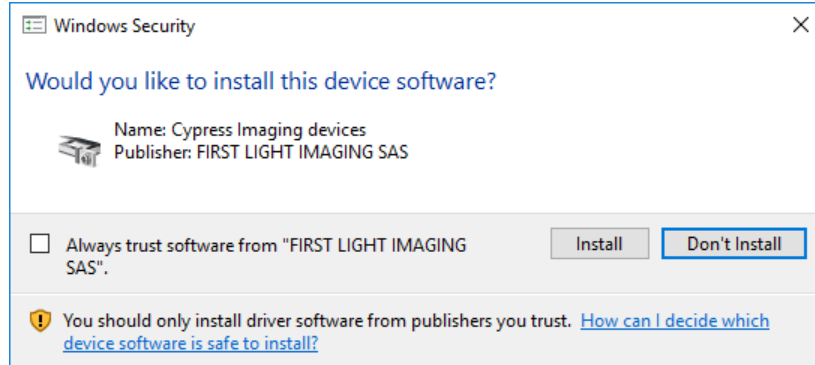 Windows Security
Would you like to install this device software?
Name: Cypress Imaging devices
Publisher: FIRST LIGHT IMAGING SAS
Always trust software from "FIRST LIGHT IMAGING
SAS".
Install
Don't Install
You should only install driver software from publishers you trust. How can I decide which
device software is safe to install?